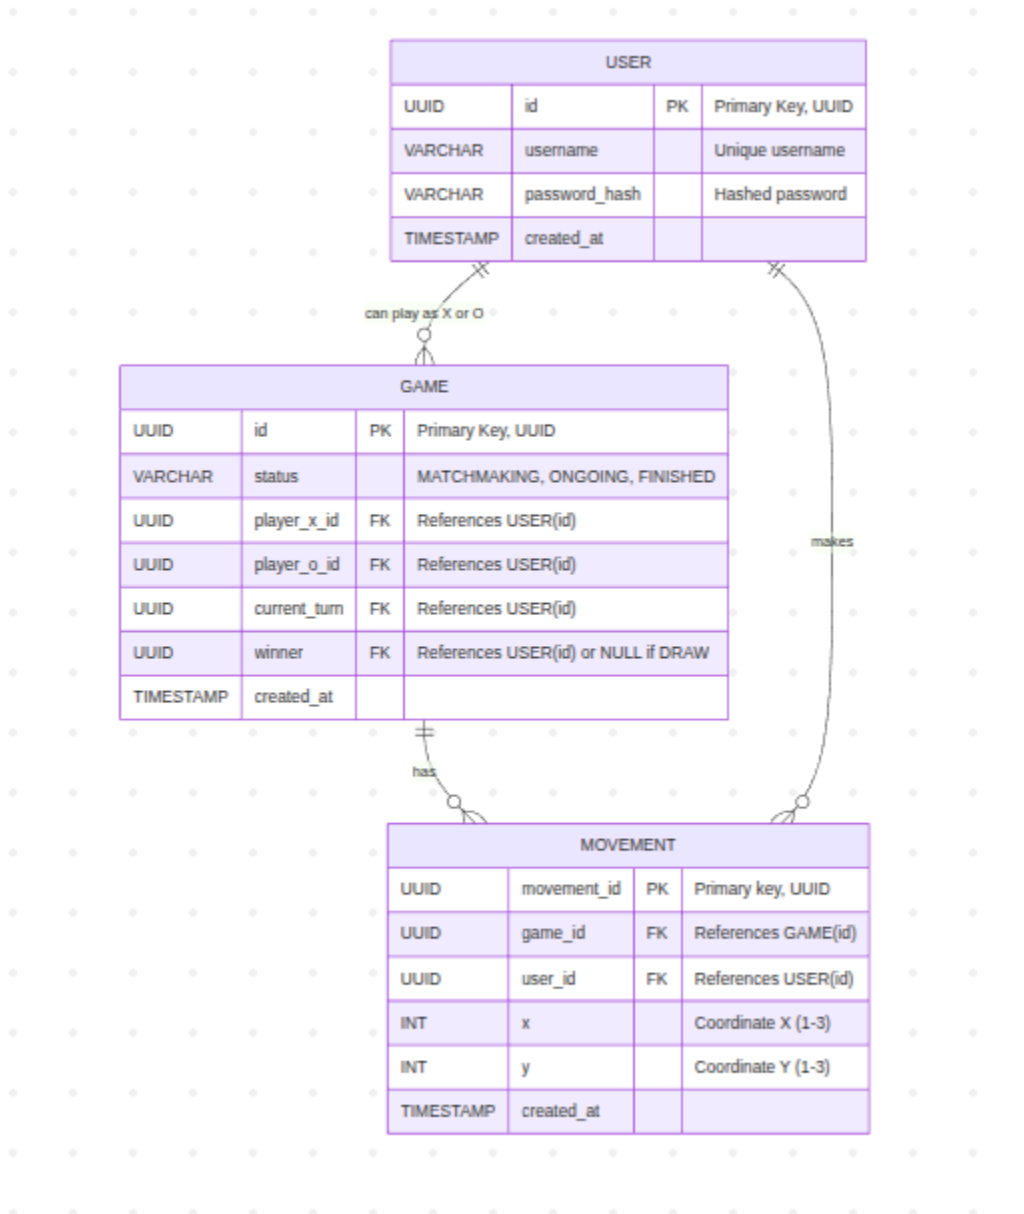 USER
UUID id PK Primary Key, UUID
VARCHAR username Unique username
VARCHAR password_hash Hashed password
TIMESTAMP created_at
can play as X or O
GAME
UUID id PK Primary Key, UUID
VARCHAR status MATCHMAKING, ONGOING, FINISHED
UUID player_x_id FK References USER(id)
UUID player_o_id FK References USER(id)
UUID current_turn FK References USER(id)
UUID winner FK References USER(id) or NULL if DRAW
TIMESTAMP created_at
makes
has
MOVEMENT
UUID movement_id PK Primary key, UUID
UUID game_id FK References GAME(id)
UUID user_id FK References USER(id)
INT x Coordinate X (1-3)
INT y Coordinate Y (1-3)
TIMESTAMP created_at